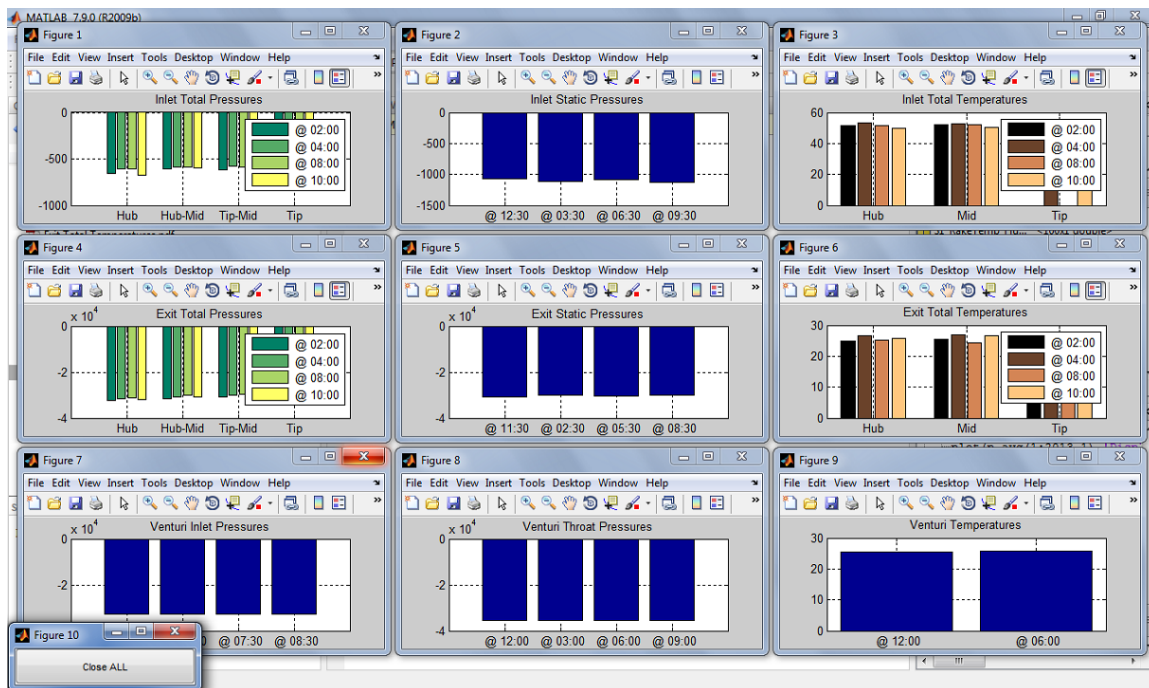 MATLAB 7.9.0 (R2009b)
Figure 1
File Edit View Insert Tools Desktop Window Help
Inlet Total Pressures
0
-500
-1000
@ 02:00
@ 04:00
@ 08:00
@ 10:00
Hub Hub-Mid Tip-Mid Tip
Figure 2
File Edit View Insert Tools Desktop Window Help
Inlet Static Pressures
0
-500
-1000
-1500
@ 12:30 @ 03:30 @ 06:30 @ 09:30
Figure 3
File Edit View Insert Tools Desktop Window Help
Inlet Total Temperatures
60
40
20
0
@ 02:00
@ 04:00
@ 08:00
@ 10:00
Hub Mid Tip
Figure 4
File Edit View Insert Tools Desktop Window Help
Exit Total Pressures
x 10^4
0
-2
-4
@ 02:00
@ 04:00
@ 08:00
@ 10:00
Hub Hub-Mid Tip-Mid Tip
Figure 5
File Edit View Insert Tools Desktop Window Help
Exit Static Pressures
x 10^4
0
-2
-4
@ 11:30 @ 02:30 @ 05:30 @ 08:30
Figure 6
File Edit View Insert Tools Desktop Window Help
Exit Total Temperatures
30
20
10
0
@ 02:00
@ 04:00
@ 08:00
@ 10:00
Hub Mid Tip
Figure 7
File Edit View Insert Tools Desktop Window Help
Venturi Inlet Pressures
x 10^4
0
-2
@ 07:30 @ 08:30
Figure 8
File Edit View Insert Tools Desktop Window Help
Venturi Throat Pressures
x 10^4
0
-2
-4
@ 12:00 @ 03:00 @ 06:00 @ 09:00
Figure 9
File Edit View Insert Tools Desktop Window Help
Venturi Temperatures
30
20
10
0
@ 12:00 @ 06:00
Figure 10
Close ALL